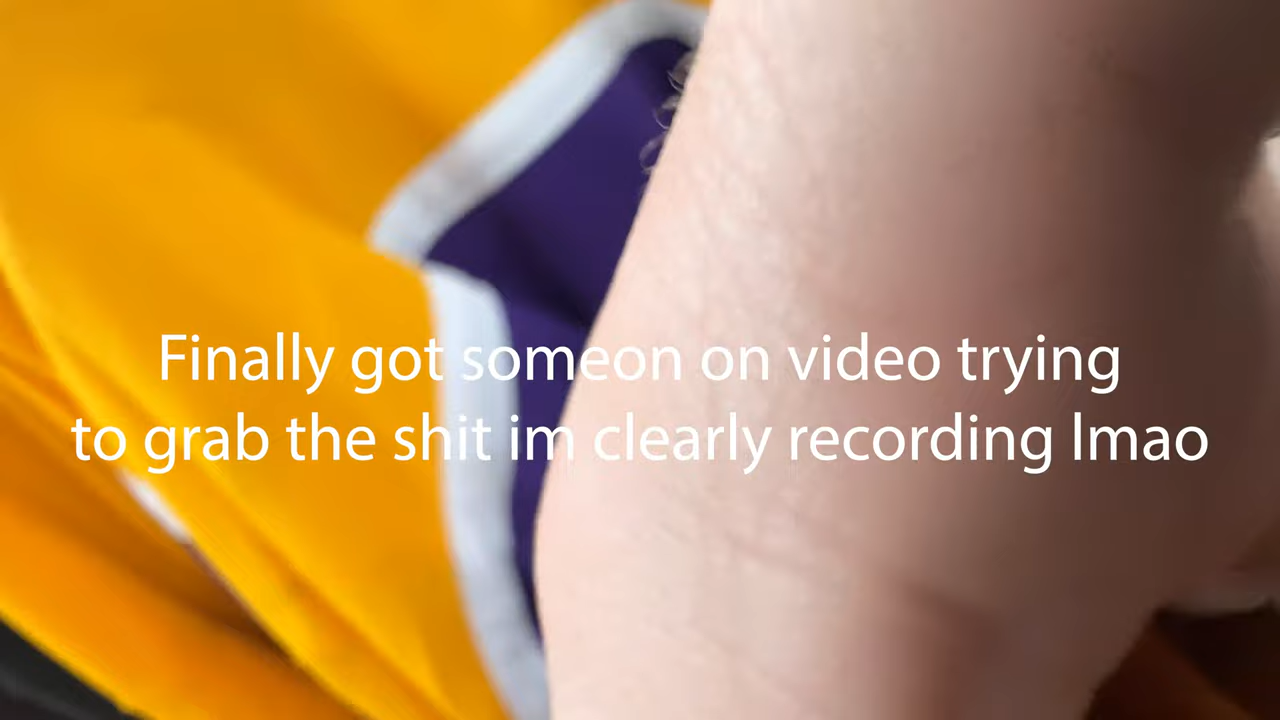 Finally got someon on video trying
to grab the shit im clearly recording lmao